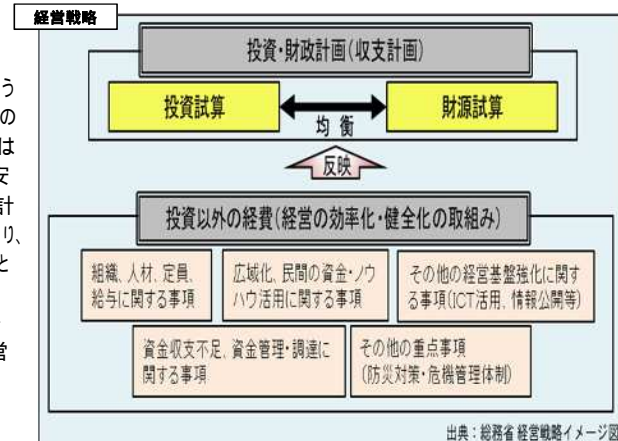 経営戦略
投資・財政計画(収支計画)
投資試算
財源試算
均衡
反映
投資以外の経費(経営の効率化・健全化の取組み)
組織、人材、定員、
給与に関する事項
広域化、民間の資金・ノウ
ハウ活用に関する事項
その他の経営基盤強化に関す
る事項(ICT活用、情報公開等)
資金収支不足、資金管理・調達に
関する事項
その他の重点事項
(防災対策・危機管理体制)
出典:総務省 経営戦略イメージ図
う
の
は
安
計
り、
と
営